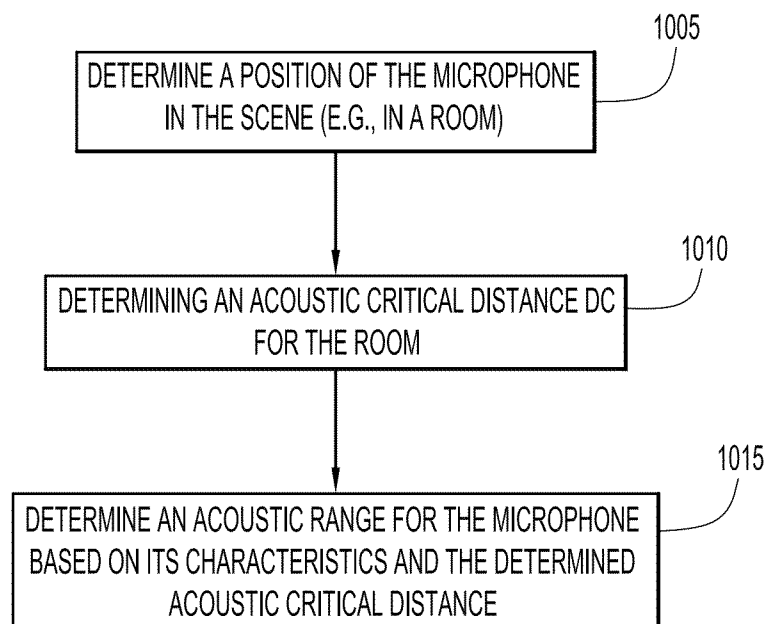 1005
DETERMINE A POSITION OF THE MICROPHONE
IN THE SCENE (E.G., IN A ROOM)
1010
DETERMINING AN ACOUSTIC CRITICAL DISTANCE DC
FOR THE ROOM
1015
DETERMINE AN ACOUSTIC RANGE FOR THE MICROPHONE
BASED ON ITS CHARACTERISTICS AND THE DETERMINED
ACOUSTIC CRITICAL DISTANCE